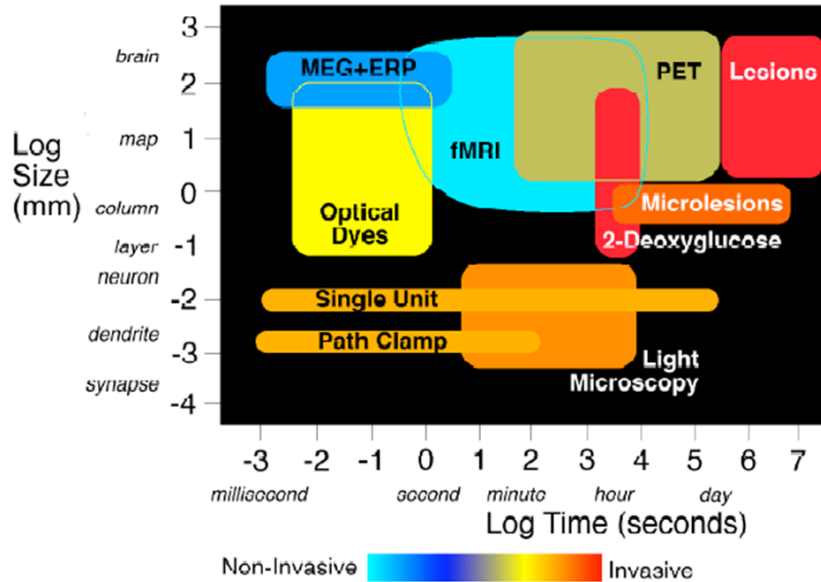 3
brain
MEG+ERP
PET
Lesions
2
Log
Size
(mm)
map
1
fMRI
0
column
Optical
Dyes
Microlesions
layer
-1
2-Deoxyglucose
neuron
-2
Single Unit
dendrite
Path Clamp
-3
Light
Microscopy
synapse
-4
-3 -2 -1 0 1 2 3 4 5 6 7
millisecond second minute hour day
Log Time (seconds)
Non-Invasive Invasive